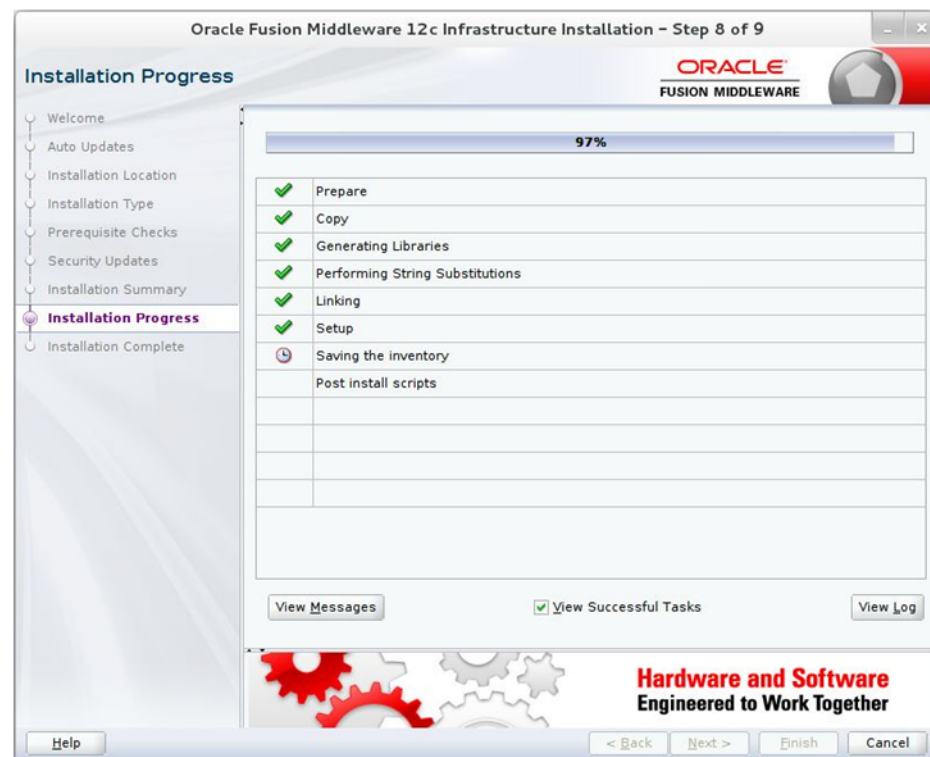 Oracle Fusion Middleware 12c Infrastructure Installation – Step 8 of 9
Installation Progress
ORACLE
FUSION MIDDLEWARE
Welcome
Auto Updates
Installation Location
Installation Type
Prerequisite Checks
Security Updates
Installation Summary
Installation Progress
Installation Complete
97%
Prepare
Copy
Generating Libraries
Performing String Substitutions
Linking
Setup
Saving the inventory
Post install scripts
View Messages
View Successful Tasks
View Log
Hardware and Software
Engineered to Work Together
Help
< Back
Next >
Finish
Cancel